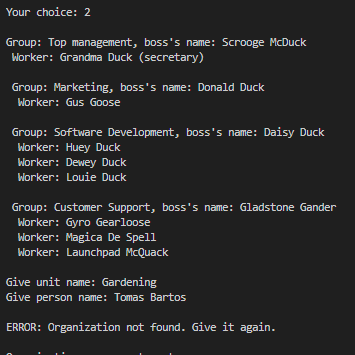 Your choice: 2
Group: Top management, boss's name: Scrooge McDuck
Worker: Grandma Duck (secretary)
Group: Marketing, boss's name: Donald Duck
Worker: Gus Goose
Group: Software Development, boss's name: Daisy Duck
Worker: Huey Duck
Worker: Dewey Duck
Worker: Louie Duck
Group: Customer Support, boss's name: Gladstone Gander
Worker: Gyro Gearloose
Worker: Magica De Spell
Worker: Launchpad McQuack
Give unit name: Gardening
Give person name: Tomas Bartos
ERROR: Organization not found. Give it again.